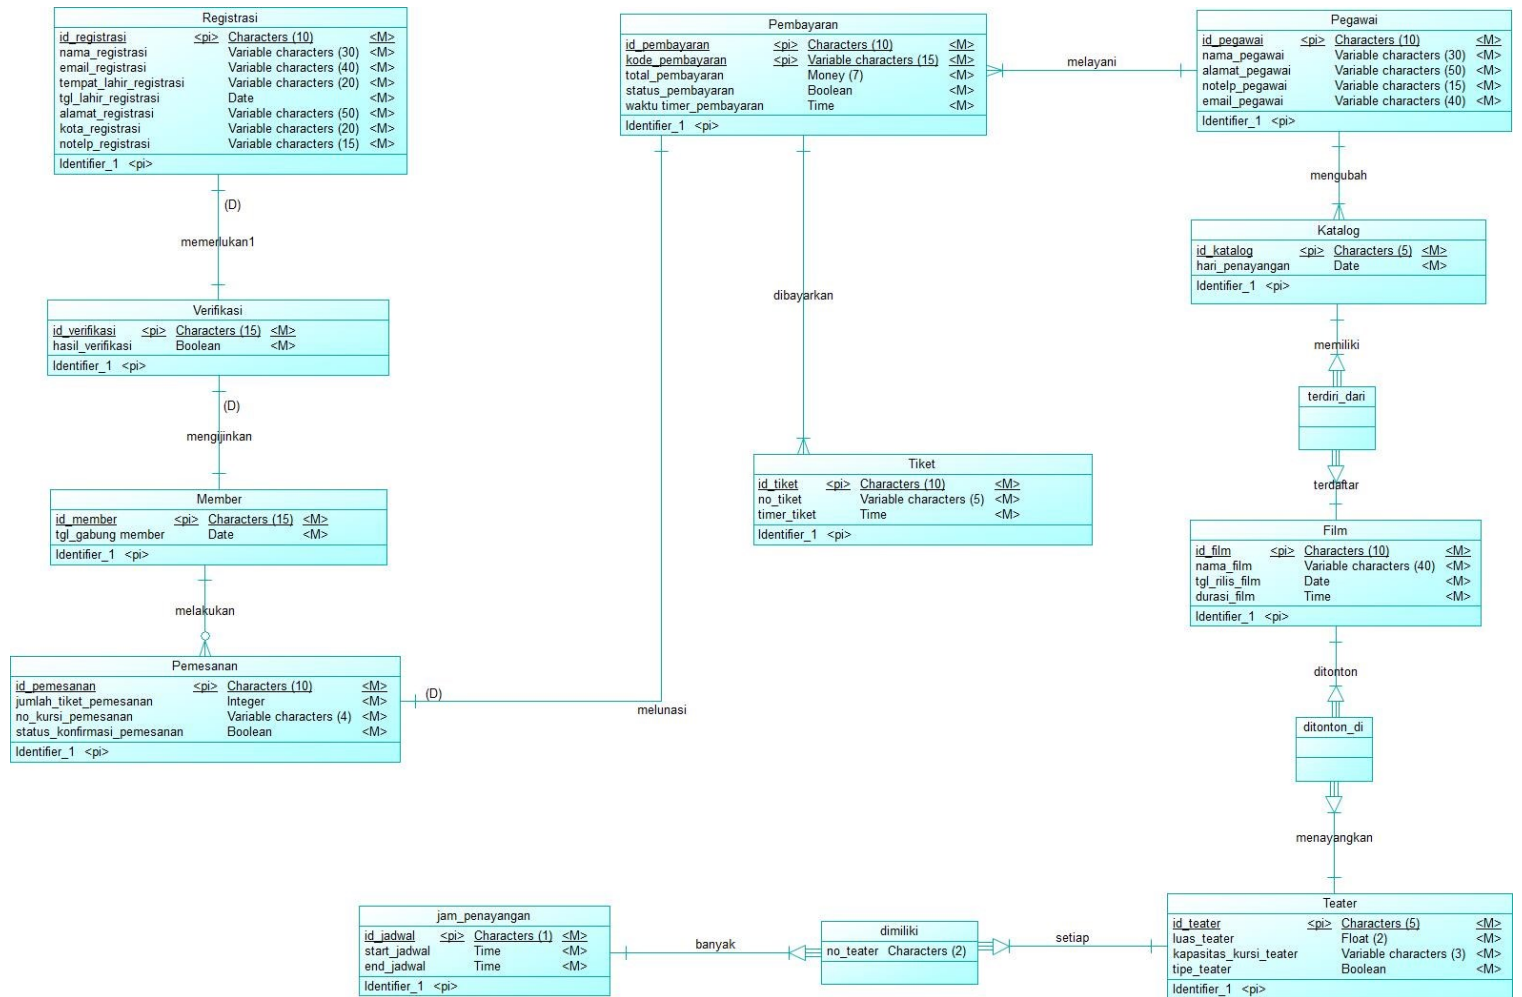 Registrasi
id_registrasi <pi> Characters (10) <M>
nama_registrasi Variable characters (30) <M>
email_registrasi Variable characters (40) <M>
tempat_lahir_registrasi Variable characters (20) <M>
tgl_lahir_registrasi Date <M>
alamat_registrasi Variable characters (50) <M>
kota_registrasi Variable characters (20) <M>
notelp_registrasi Variable characters (15) <M>
Identifier_1 <pi>
(D)
memerlukan1
Verifikasi
id_verifikasi <pi> Characters (15) <M>
hasil_verifikasi Boolean <M>
Identifier_1 <pi>
(D)
mengijinkan
Member
id_member <pi> Characters (15) <M>
tgl_gabung member Date <M>
Identifier_1 <pi>
melakukan
Pemesanan
id_pemesanan <pi> Characters (10) <M>
jumlah_tiket_pemesanan Integer <M>
no_kursi_pemesanan Variable characters (4) <M>
status_konfirmasi_pemesanan Boolean <M>
Identifier_1 <pi>
(D)
melunasi
Pembayaran
id_pembayaran <pi> Characters (10) <M>
kode_pembayaran <pi> Variable characters (15) <M>
total_pembayaran Money (7) <M>
status_pembayaran Boolean <M>
waktu timer_pembayaran Time <M>
Identifier_1 <pi>
melayani
dibayarkan
Tiket
id_tiket <pi> Characters (10) <M>
no_tiket Variable characters (5) <M>
timer_tiket Time <M>
Identifier_1 <pi>
Pegawai
id_pegawai <pi> Characters (10) <M>
nama_pegawai Variable characters (30) <M>
alamat_pegawai Variable characters (50) <M>
notelp_pegawai Variable characters (15) <M>
email_pegawai Variable characters (40) <M>
Identifier_1 <pi>
mengubah
Katalog
id_katalog <pi> Characters (5) <M>
hari_penayangan Date <M>
Identifier_1 <pi>
memiliki
terdiri_dari
terdaftar
Film
id_film <pi> Characters (10) <M>
nama_film Variable characters (40) <M>
tgl_rilis_film Date <M>
durasi_film Time <M>
Identifier_1 <pi>
ditonton
ditonton_di
menayangkan
Teater
id_teater <pi> Characters (5) <M>
luas_teater Float (2) <M>
kapasitas_kursi_teater Variable characters (3) <M>
tipe_teater Boolean <M>
Identifier_1 <pi>
setiap
dimiliki
no_teater Characters (2)
banyak
jam_penayangan
id_jadwal <pi> Characters (1) <M>
start_jadwal Time <M>
end_jadwal Time <M>
Identifier_1 <pi>